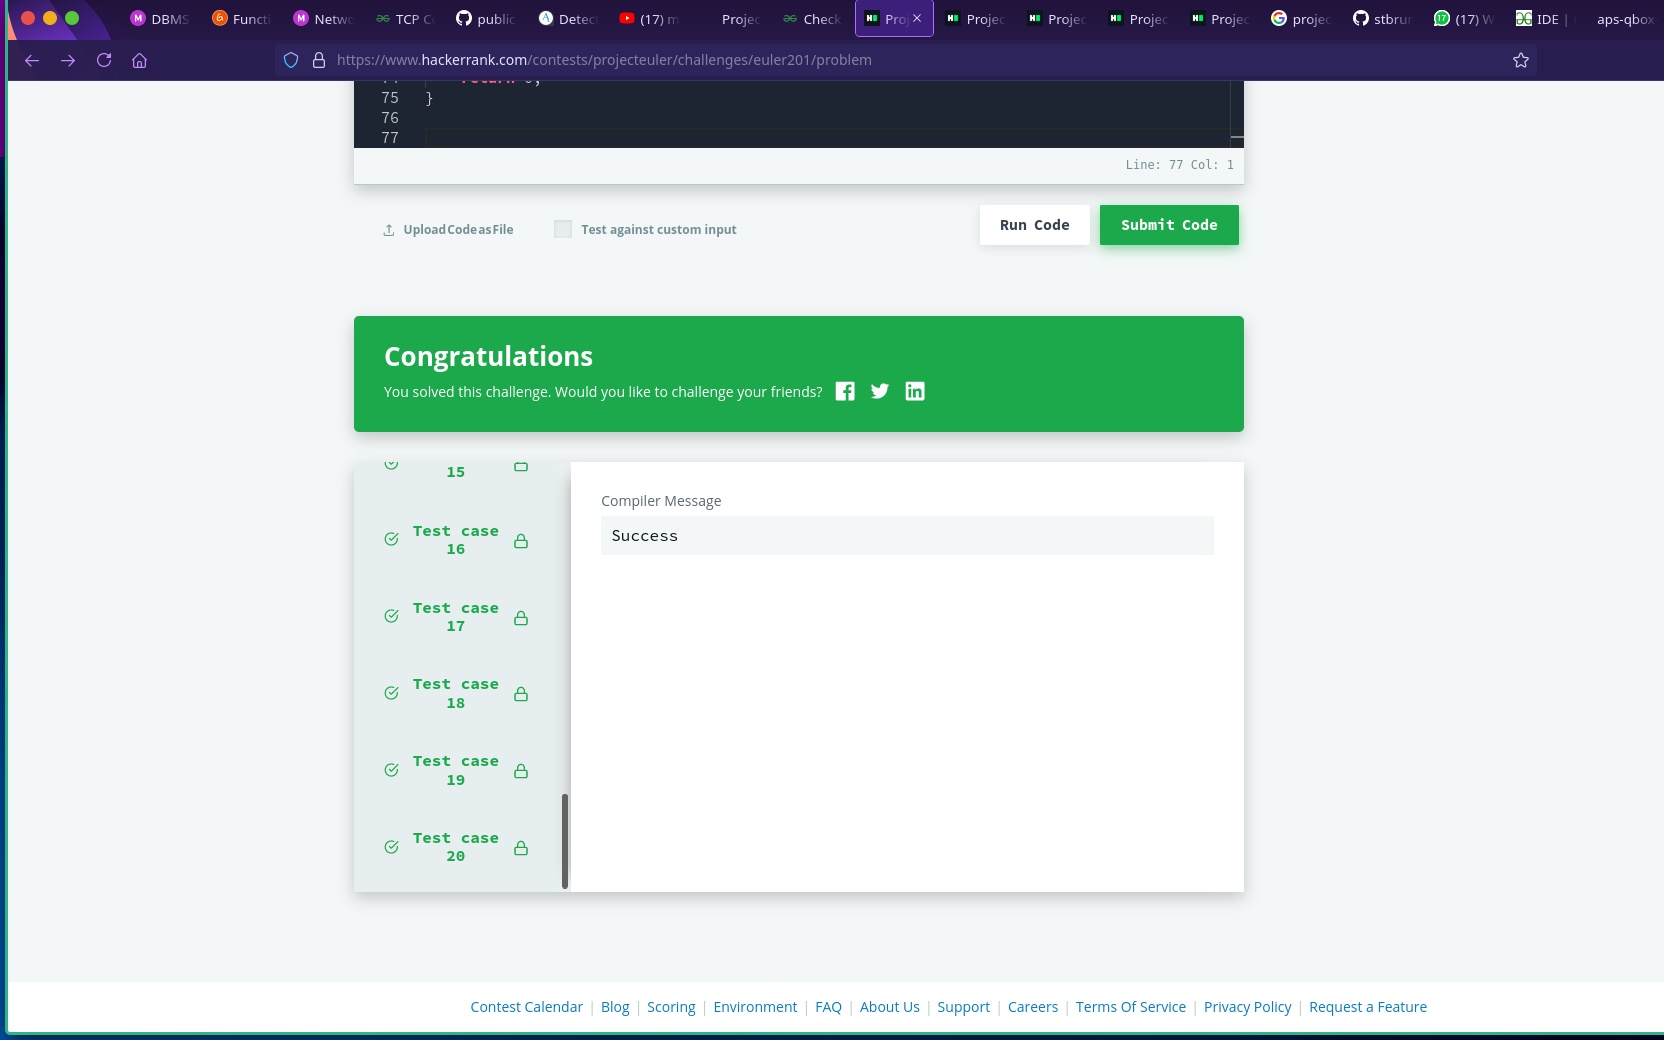 DBMS Functi Netwo TCP C public Detec (17) m Projec Check Proj Projec Projec Projec Projec projec stbrun (17) W IDE | aps-qbox
https://www.hackerrank.com/contests/projecteuler/challenges/euler201/problem
75 }
76
77
Line: 77 Col: 1
Upload Code as File Test against custom input Run Code Submit Code
Congratulations
You solved this challenge. Would you like to challenge your friends?
15
Compiler Message
Success
Test case
16
Test case
17
Test case
18
Test case
19
Test case
20
Contest Calendar | Blog | Scoring | Environment | FAQ | About Us | Support | Careers | Terms Of Service | Privacy Policy | Request a Feature